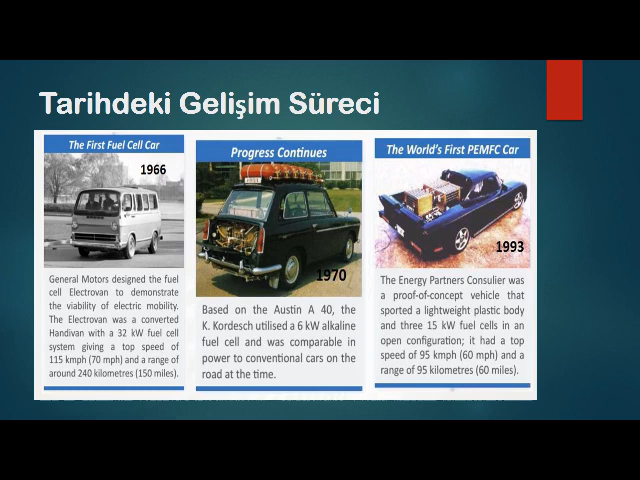 Tarihdeki Gelişim Süreci
The First Fuel Cell Car
1966
General Motors designed the fuel
cell Electrovan to demonstrate
the viability of electric mobility.
The Electrovan was a converted
Handivan with a 32 kW fuel cell
system giving a top speed of
115 kmph (70 mph) and a range of
around 240 kilometres (150 miles).
Progress Continues
1970
Based on the Austin A 40, the
K. Kordesch utilised a 6 kW alkaline
fuel cell and was comparable in
power to conventional cars on the
road at the time.
The World's First PEMFC Car
1993
The Energy Partners Consulier was
a proof-of-concept vehicle that
sported a lightweight plastic body
and three 15 kW fuel cells in an
open configuration; it had a top
speed of 95 kmph (60 mph) and a
range of 95 kilometres (60 miles).